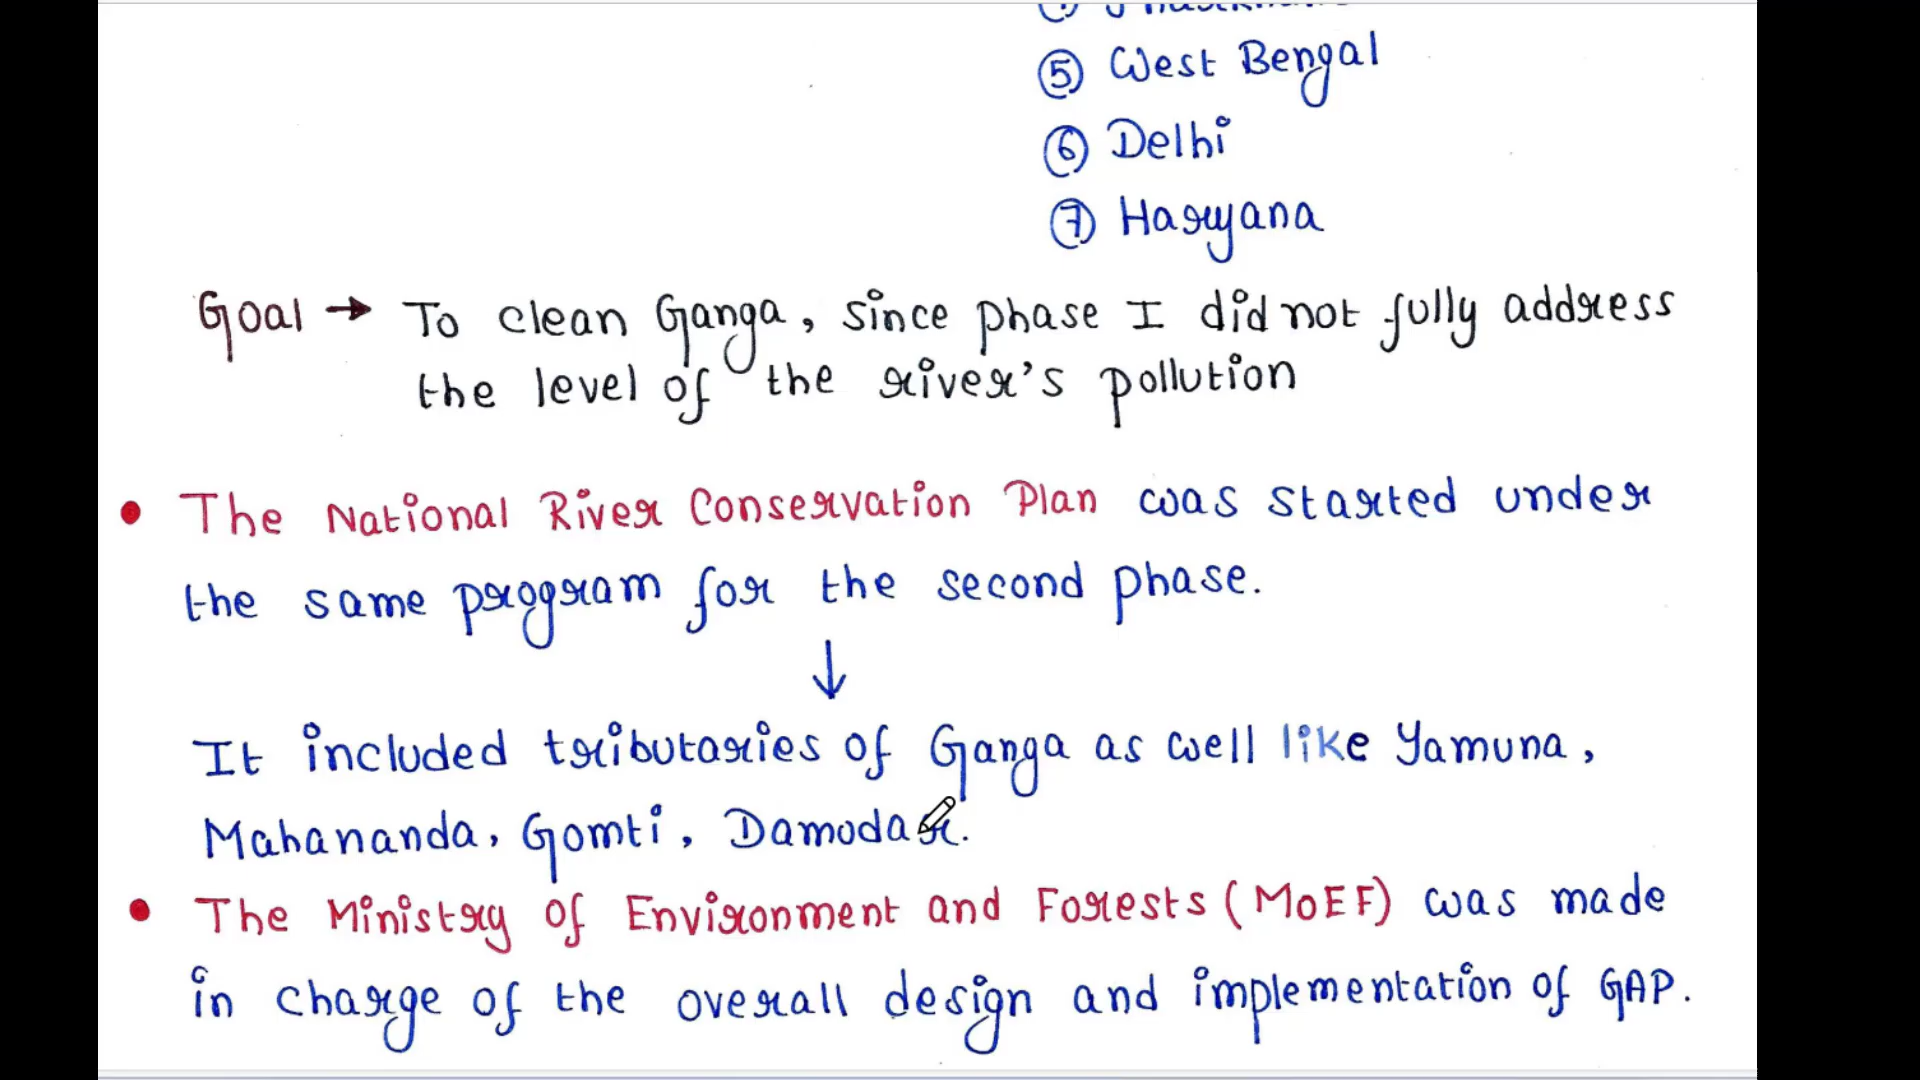 ⑤ West Bengal
⑥ Delhi
⑦ Haryana
Goal → To clean Ganga, since phase I did not fully address
the level of the river's pollution
• The National River Conservation Plan was started under
the same program for the second phase.
↓
It included tributaries of Ganga as well like Yamuna,
Mahananda, Gomti, Damodar.
• The Ministry of Environment and Forests (MoEF) was made
in charge of the overall design and implementation of GAP.